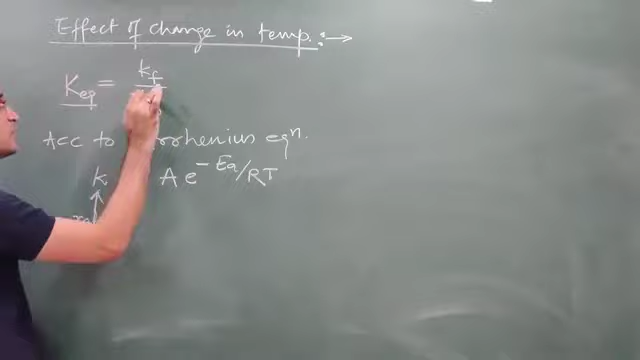 Effect of change in temp. : →
Keq = kf
Acc to rrhenius eqn.
k A e^-Ea/RT